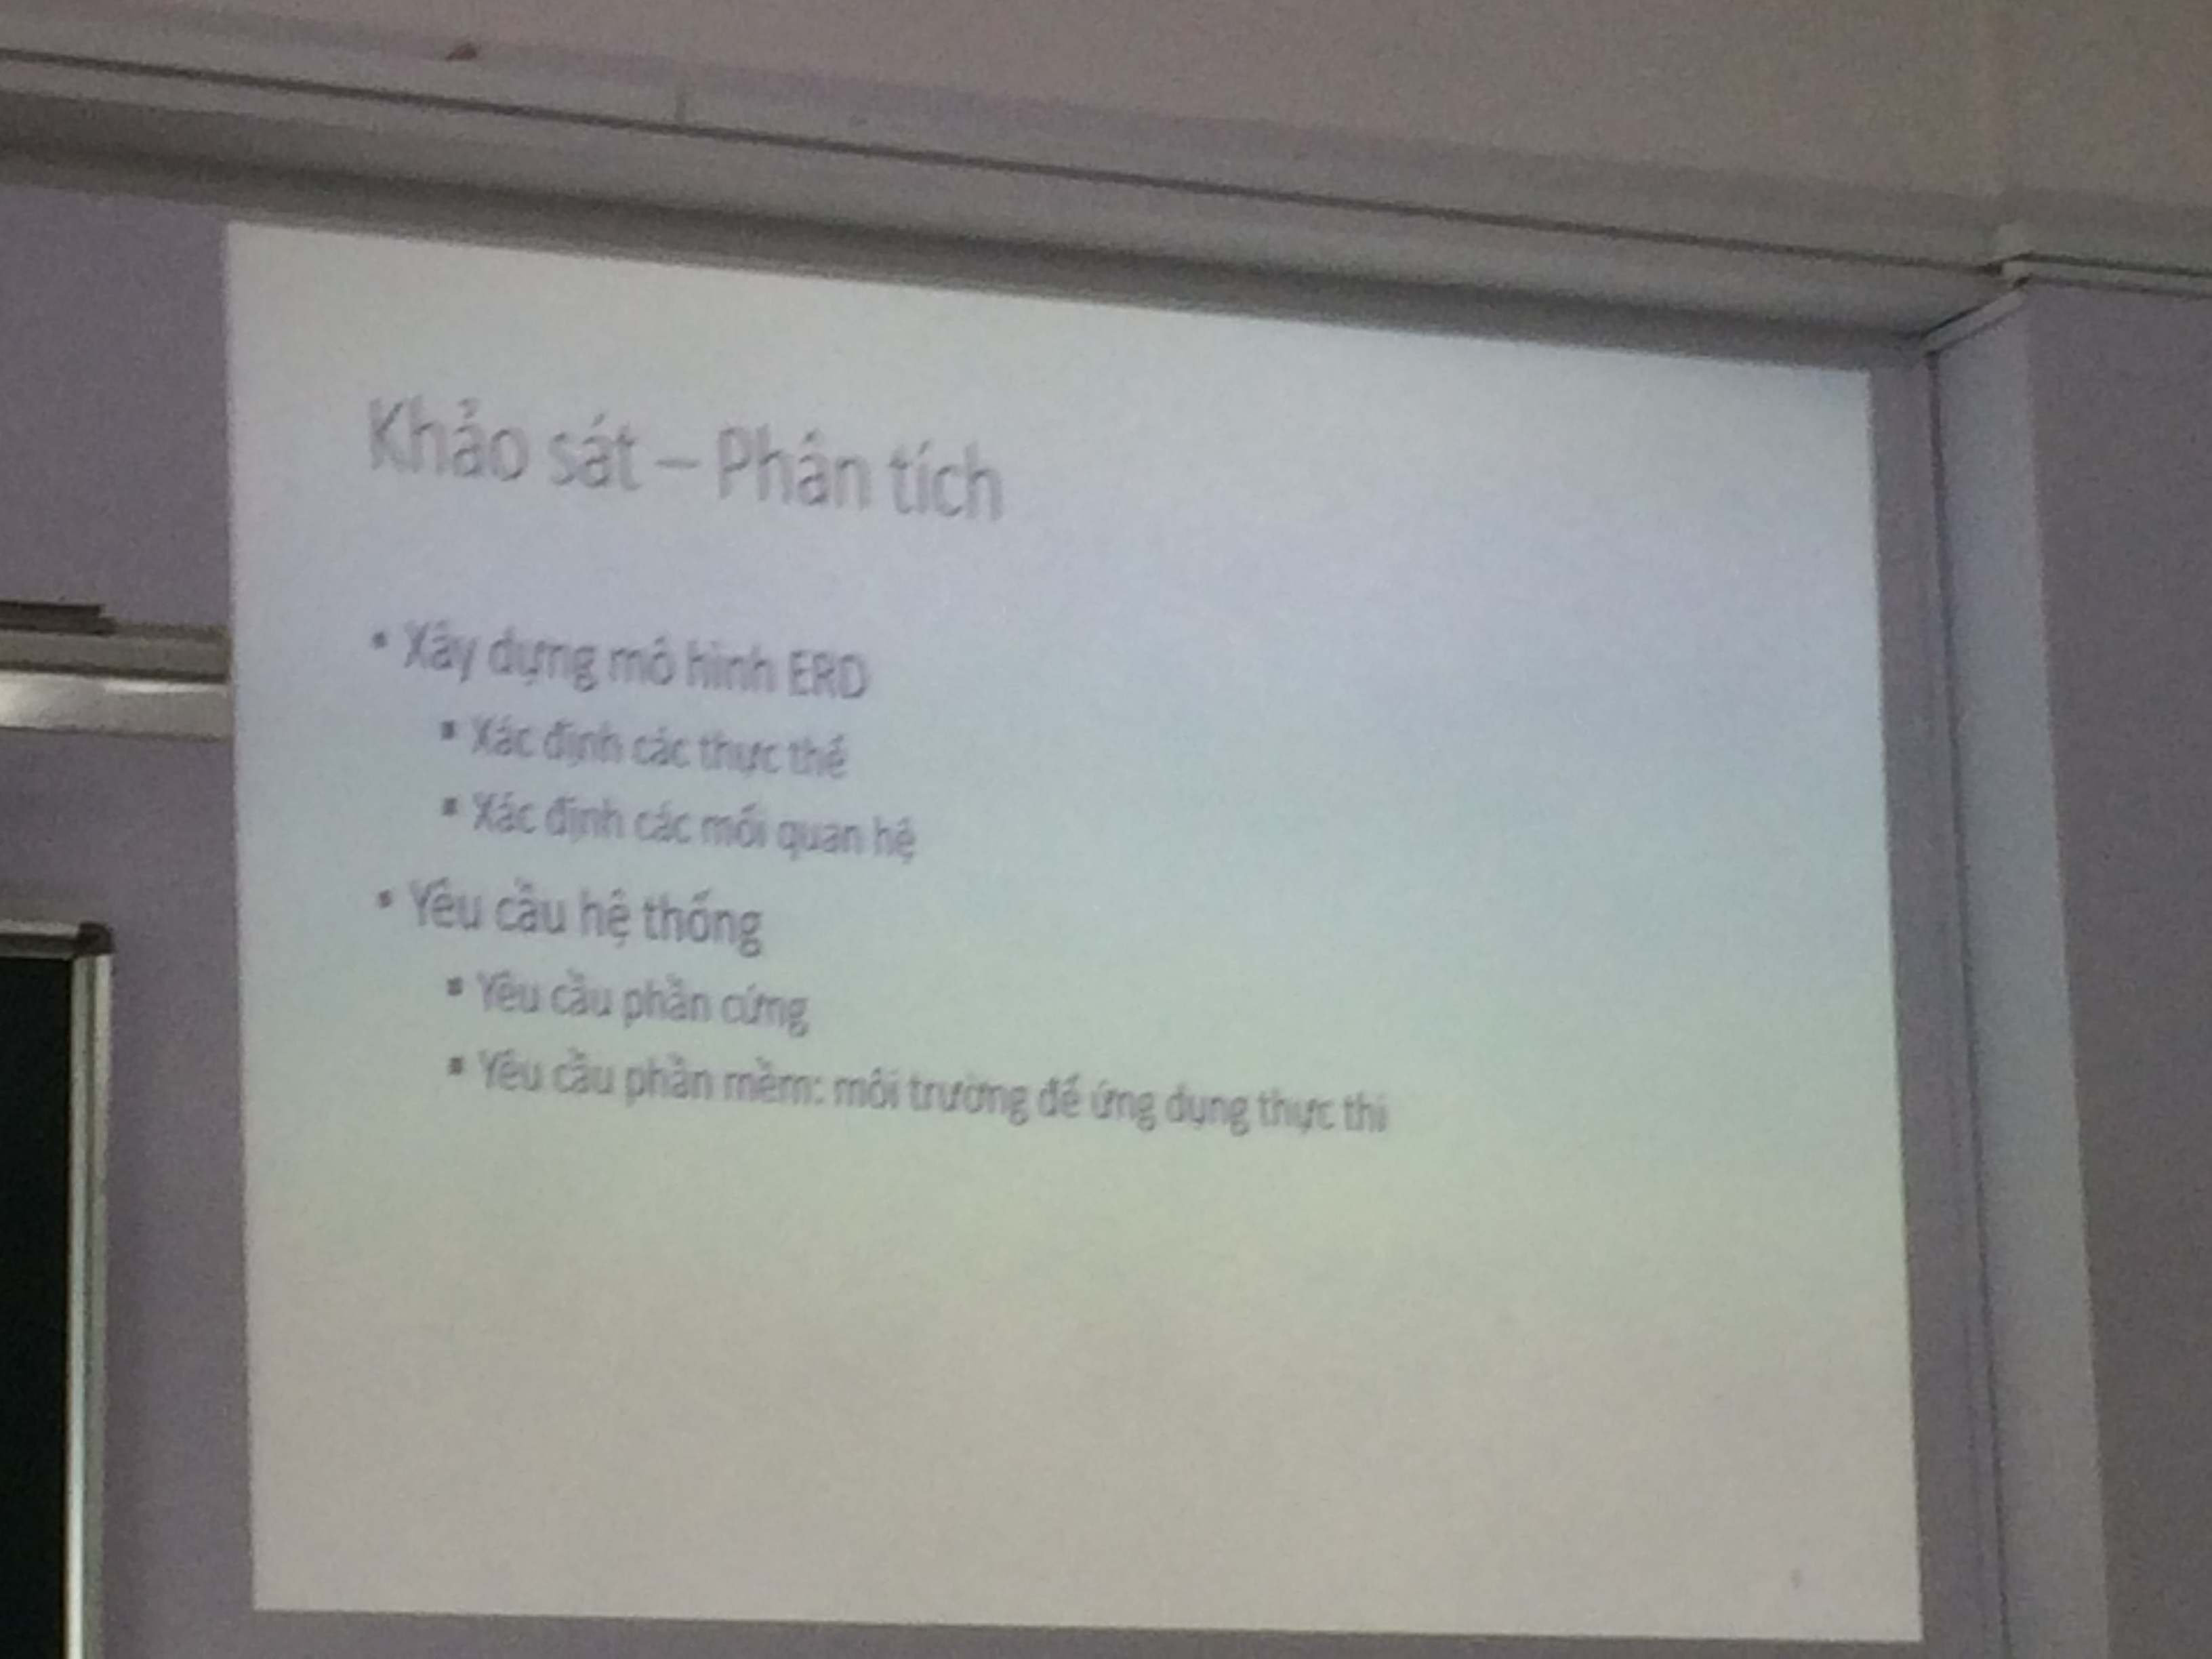 Khảo sát – Phân tích
• Xây dựng mô hình ERD
▪ Xác định các thực thể
▪ Xác định các mối quan hệ
• Yêu cầu hệ thống
▪ Yêu cầu phần cứng
▪ Yêu cầu phần mềm: môi trường để ứng dụng thực thi